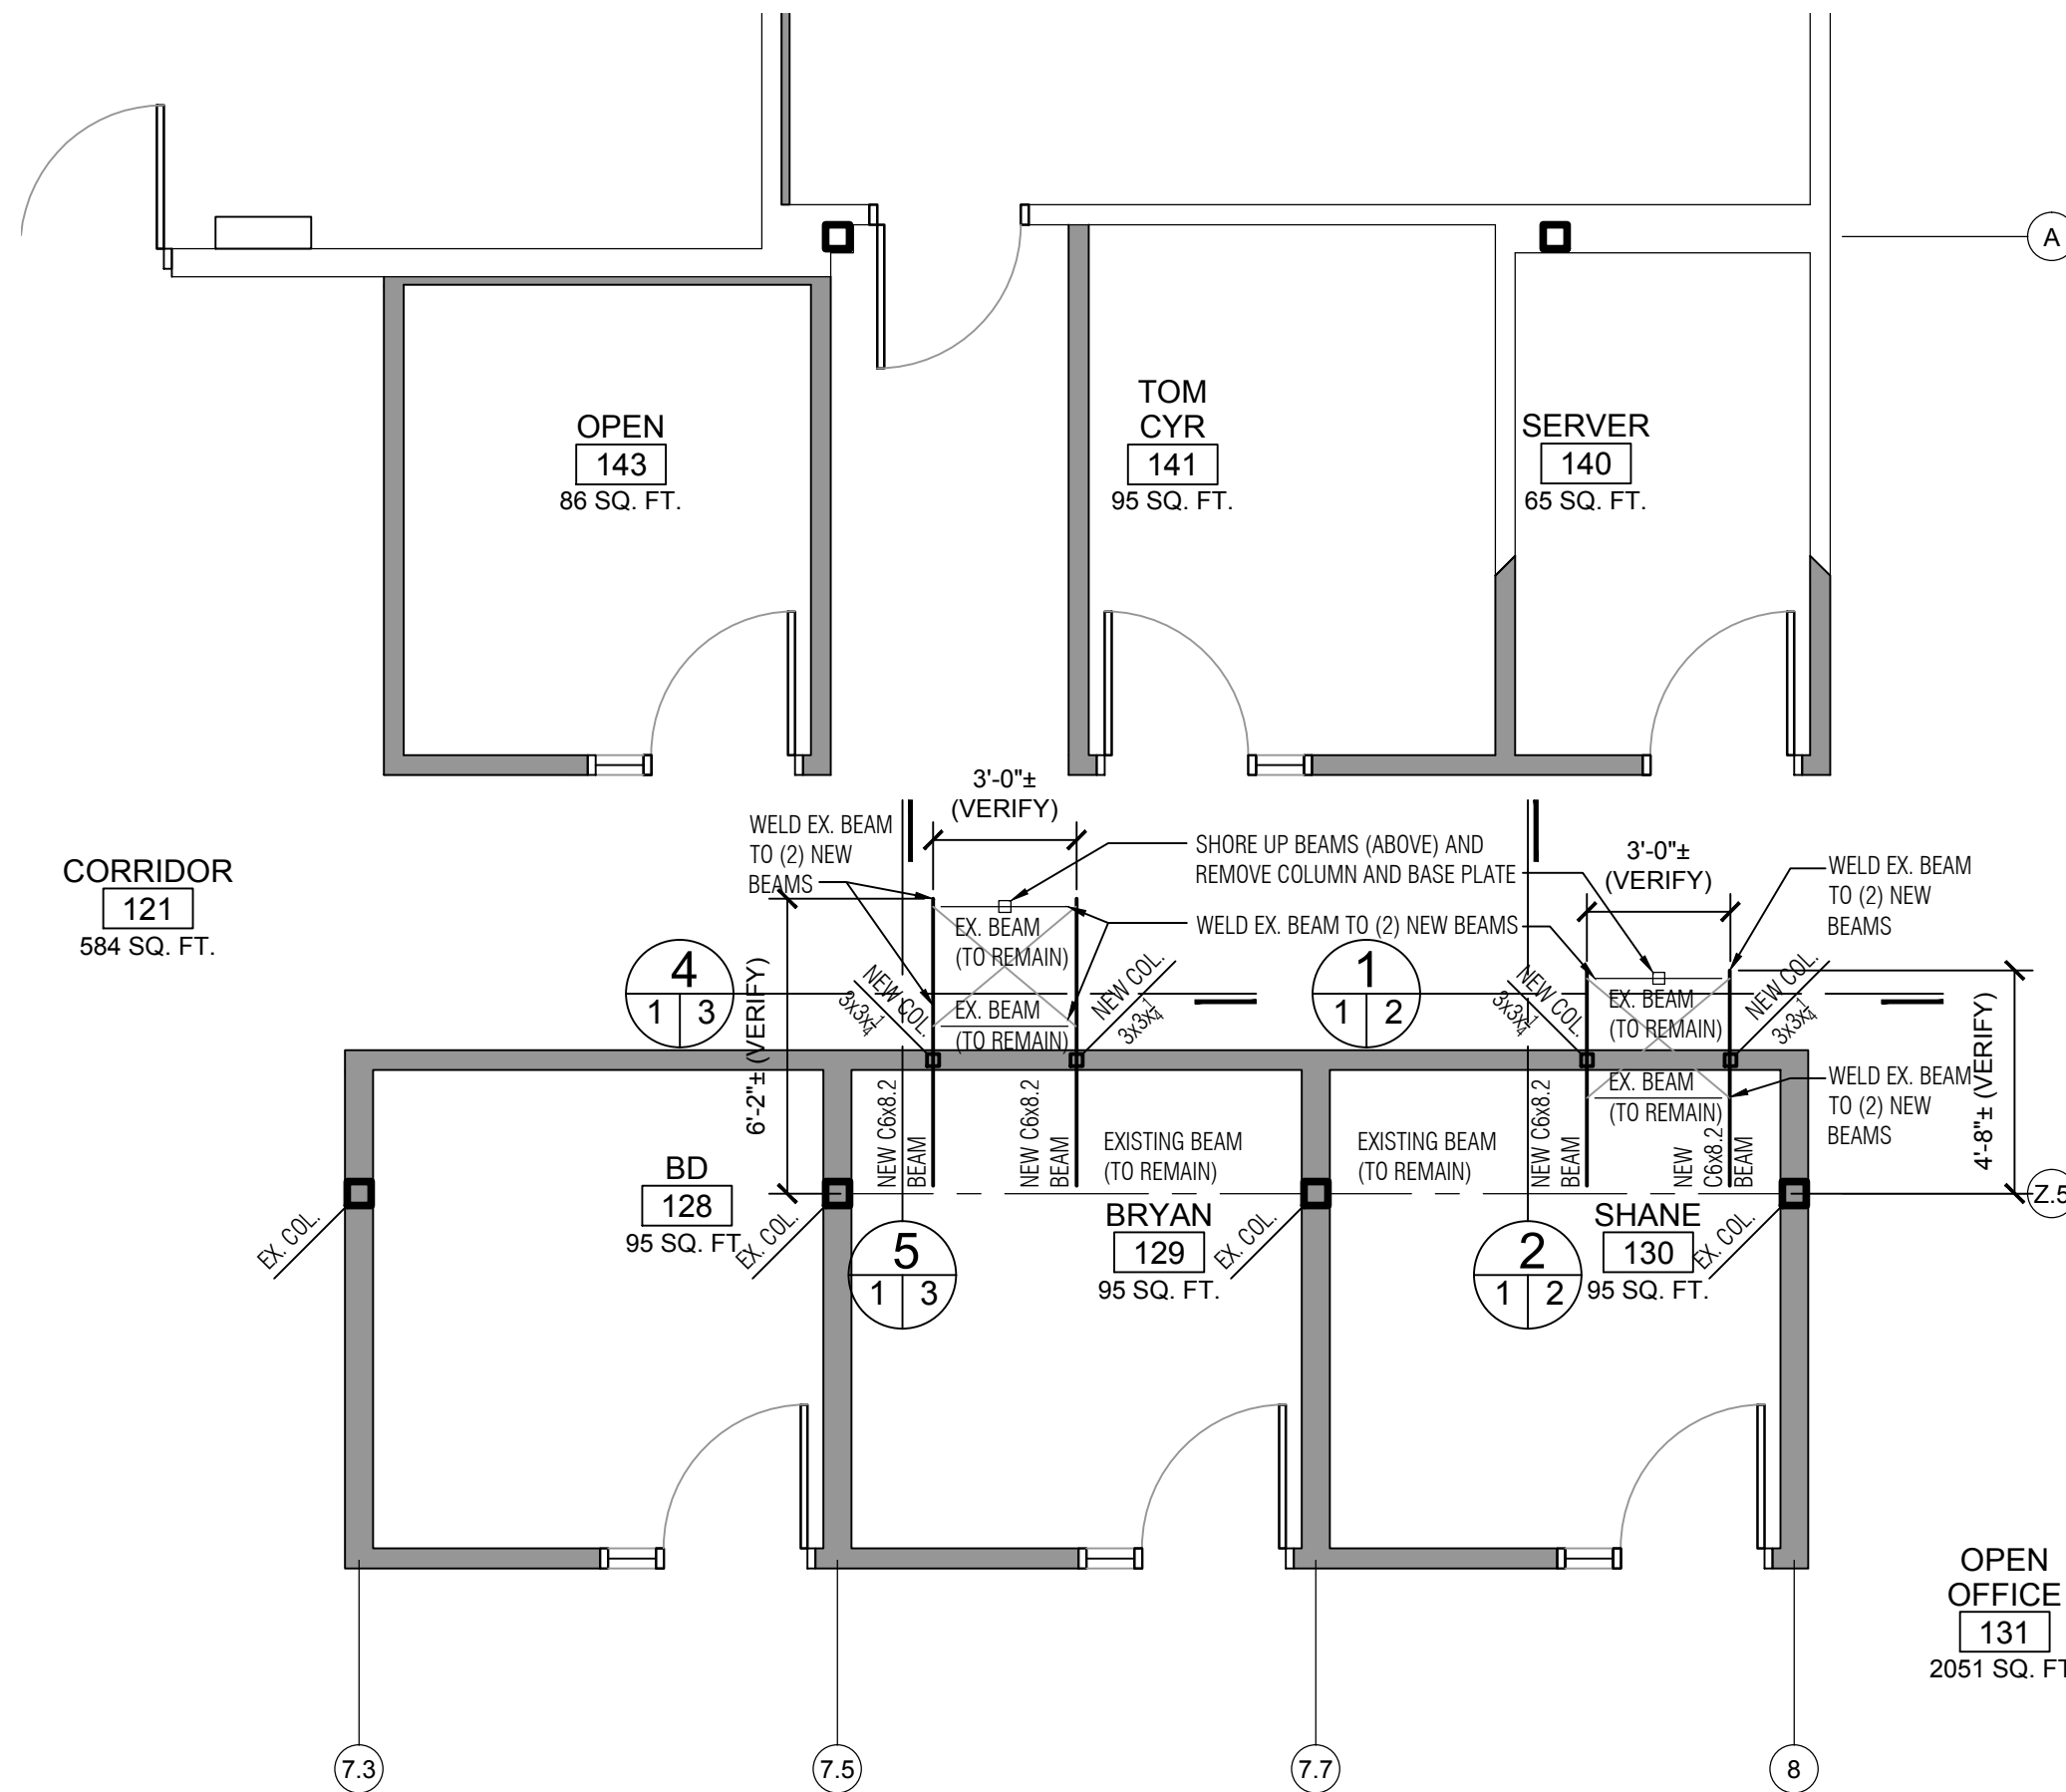 A
OPEN
143
86 SQ. FT.
TOM
CYR
141
95 SQ. FT.
SERVER
140
65 SQ. FT.
CORRIDOR
121
584 SQ. FT.
WELD EX. BEAM
TO (2) NEW
BEAMS
3'-0"±
(VERIFY)
SHORE UP BEAMS (ABOVE) AND
REMOVE COLUMN AND BASE PLATE
WELD EX. BEAM TO (2) NEW BEAMS
3'-0"±
(VERIFY)
WELD EX. BEAM
TO (2) NEW
BEAMS
EX. BEAM
(TO REMAIN)
EX. BEAM
(TO REMAIN)
4
1 3
6'-2"± (VERIFY)
NEW COL.
3x3x1/4
NEW COL.
3x3x1/4
1
1 2
NEW COL.
3x3x1/4
EX. BEAM
(TO REMAIN)
NEW COL.
3x3x1/4
EX. BEAM
(TO REMAIN)
WELD EX. BEAM
TO (2) NEW
BEAMS
4'-8"± (VERIFY)
NEW C6x8.2
BEAM
NEW C6x8.2
BEAM
EXISTING BEAM
(TO REMAIN)
EXISTING BEAM
(TO REMAIN)
NEW C6x8.2
BEAM
NEW
C6x8.2
BEAM
Z.5
BD
128
95 SQ. FT.
EX. COL.
EX. COL.
5
1 3
BRYAN
129
95 SQ. FT.
EX. COL.
2
1 2
SHANE
130
95 SQ. FT.
EX. COL.
OPEN
OFFICE
131
2051 SQ. FT
7.3
7.5
7.7
8